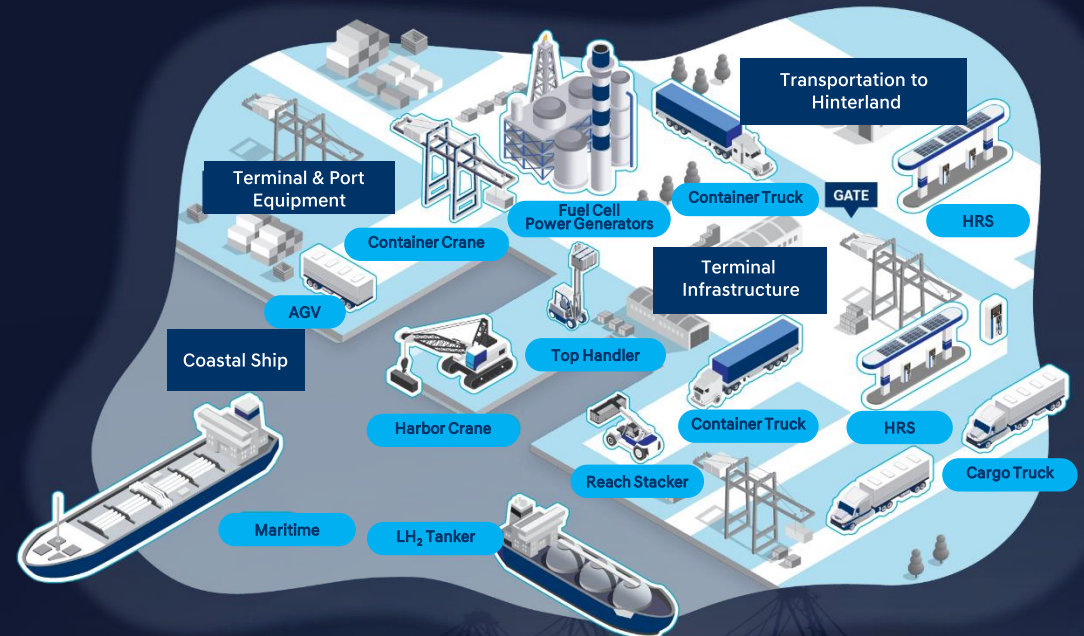 Transportation to
Hinterland
Terminal & Port
Equipment
Container Truck
GATE
Fuel Cell
Power Generators
HRS
Container Crane
Terminal
Infrastructure
AGV
Coastal Ship
Top Handler
Harbor Crane
Container Truck
HRS
Cargo Truck
Reach Stacker
Maritime
LH₂ Tanker